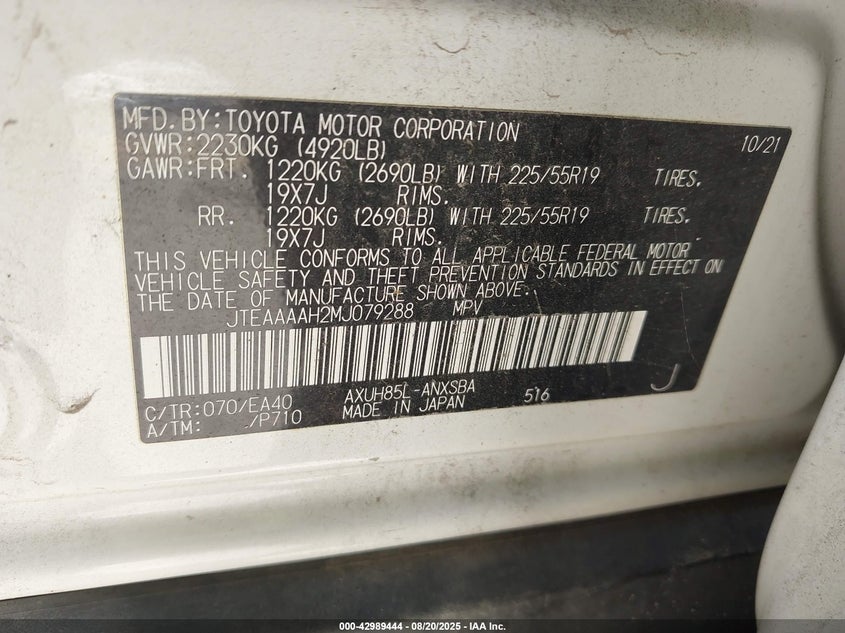 MFD.BY:TOYOTA MOTOR CORPORATION 10/21
GVWR:2230KG (4920LB)
GAWR:FRT. 1220KG (2690LB) WITH 225/55R19 TIRES.
19X7J RIMS.
RR. 1220KG (2690LB) WITH 225/55R19 TIRES.
19X7J RIMS.
THIS VEHICLE CONFORMS TO ALL APPLICABLE FEDERAL MOTOR
VEHICLE SAFETY AND THEFT PREVENTION STANDARDS IN EFFECT ON
THE DATE OF MANUFACTURE SHOWN ABOVE.
JTEAAAAH2MJ079288 MPV
C/TR:070/EA40 AXUH85L-ANXSBA 516 J
A/TM: /P710 MADE IN JAPAN
000-42989444 - 08/20/2025 - IAA Inc.